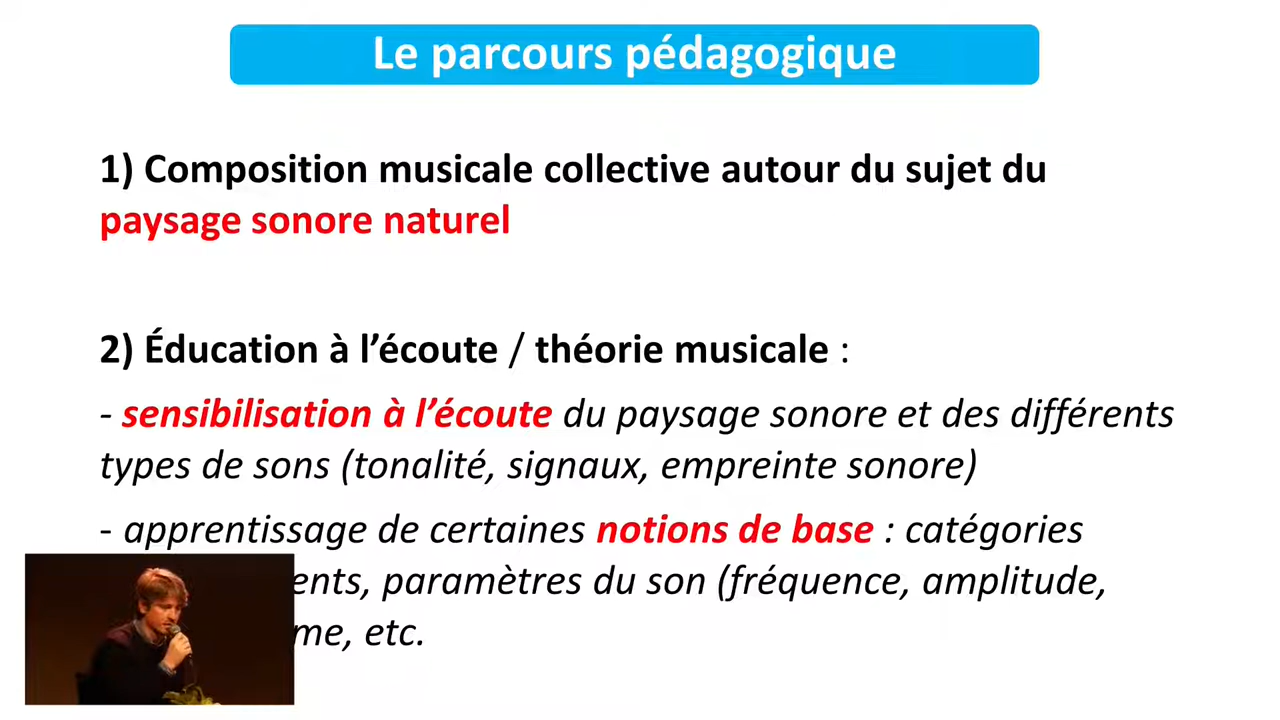 Le parcours pédagogique
1) Composition musicale collective autour du sujet du
paysage sonore naturel
2) Éducation à l’écoute / théorie musicale :
- sensibilisation à l’écoute du paysage sonore et des différents
types de sons (tonalité, signaux, empreinte sonore)
- apprentissage de certaines notions de base : catégories
paramètres du son (fréquence, amplitude,
etc.